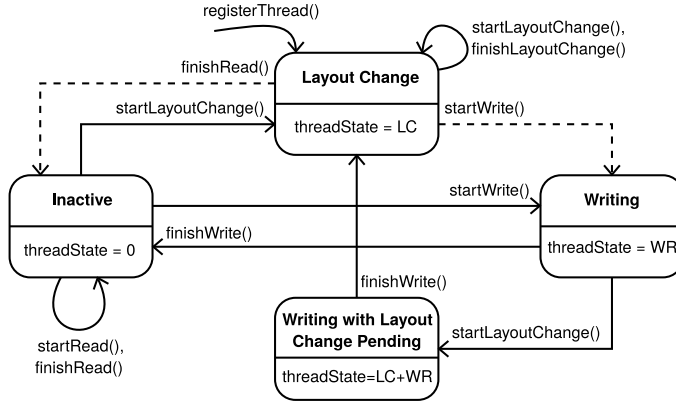 registerThread()
startLayoutChange(),
finishLayoutChange()
finishRead()
Layout Change
startLayoutChange()
threadState = LC
startWrite()
Inactive
startWrite()
Writing
threadState = 0
finishWrite()
threadState = WR
finishWrite()
startRead(),
finishRead()
Writing with Layout
Change Pending
startLayoutChange()
threadState=LC+WR